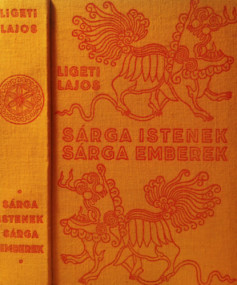 LIGETI
LAJOS
SÁRGA
ISTENEK
SÁRGA
EMBEREK
LIGETI
LAJOS
SÁRGA ISTENEK
SÁRGA EMBEREK